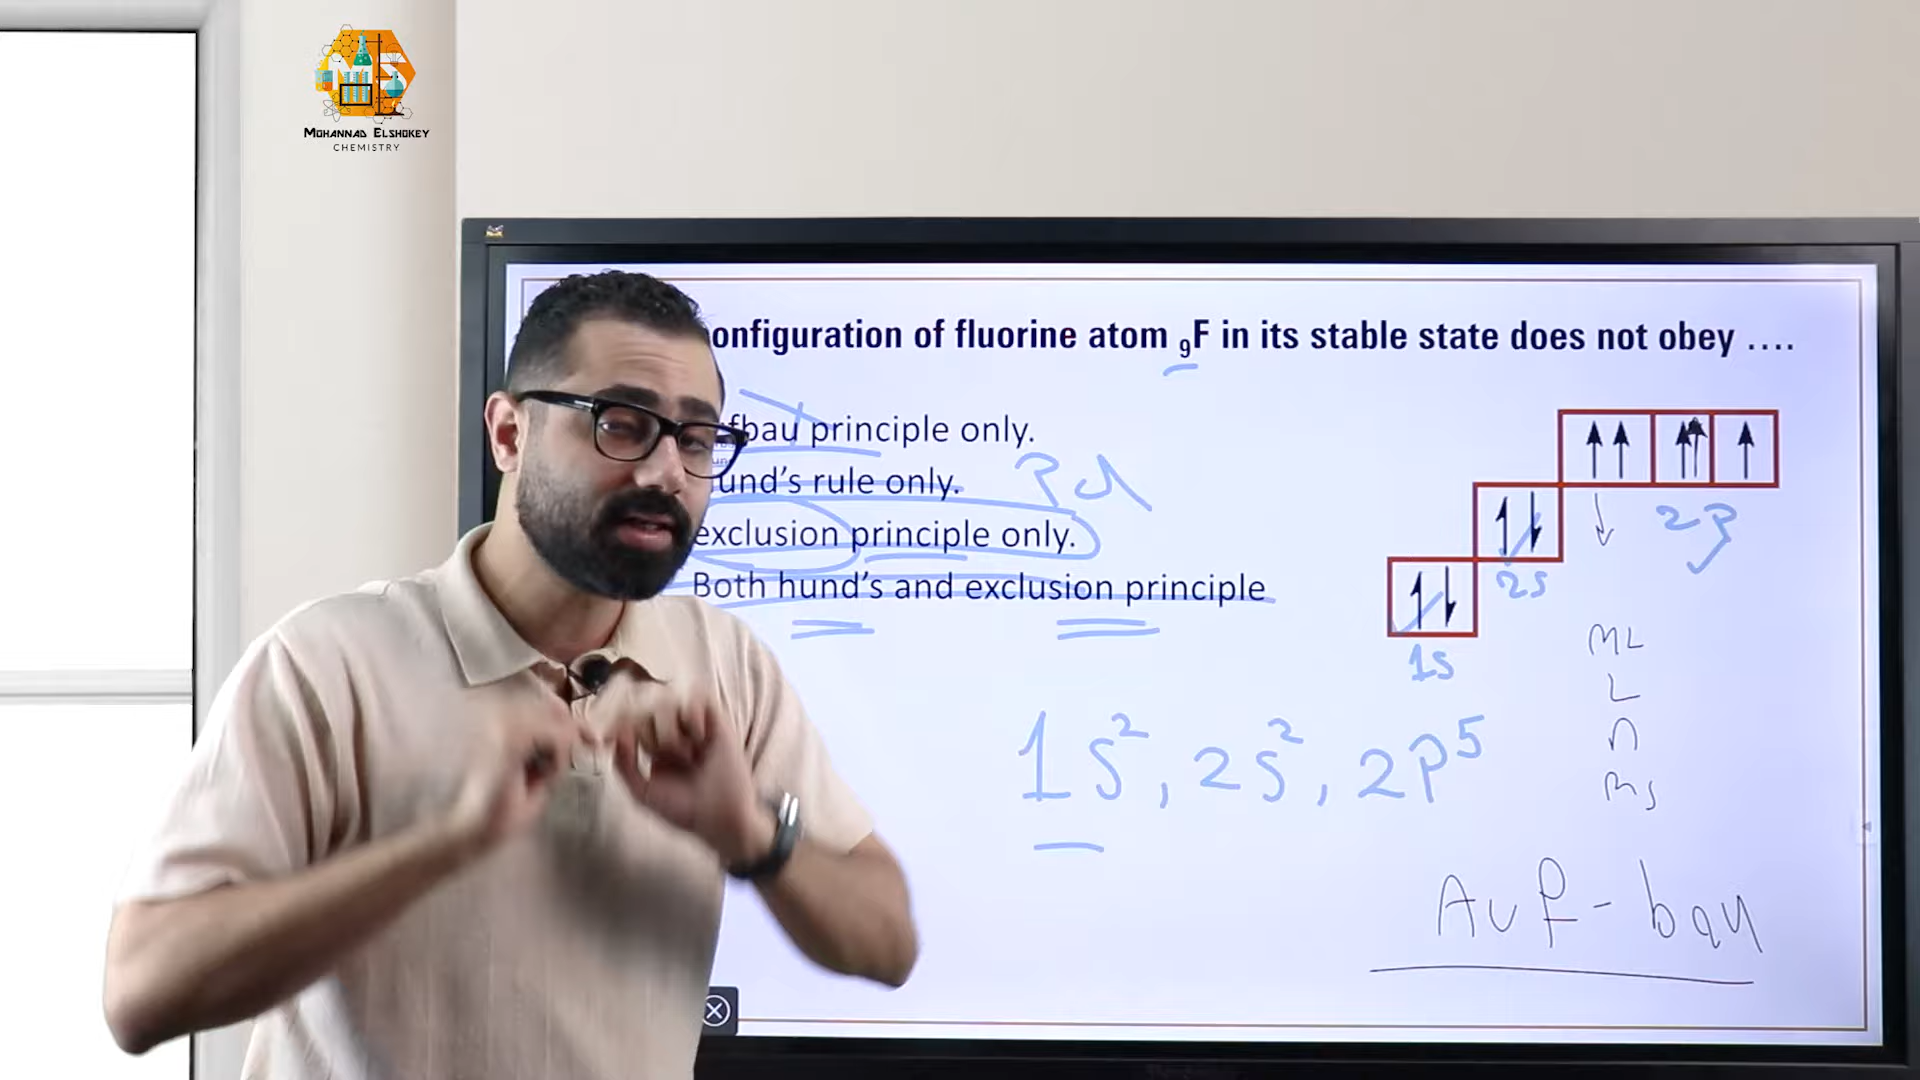 MOHANNAD ELSHOKEY
CHEMISTRY
onfiguration of fluorine atom ₉F in its stable state does not obey ....
fbau principle only.
und's rule only.
3d
exclusion principle only.
Both hund's and exclusion principle
2p
2s
1s
mL
L
n
ms
1s², 2s², 2p⁵
Auf-bau